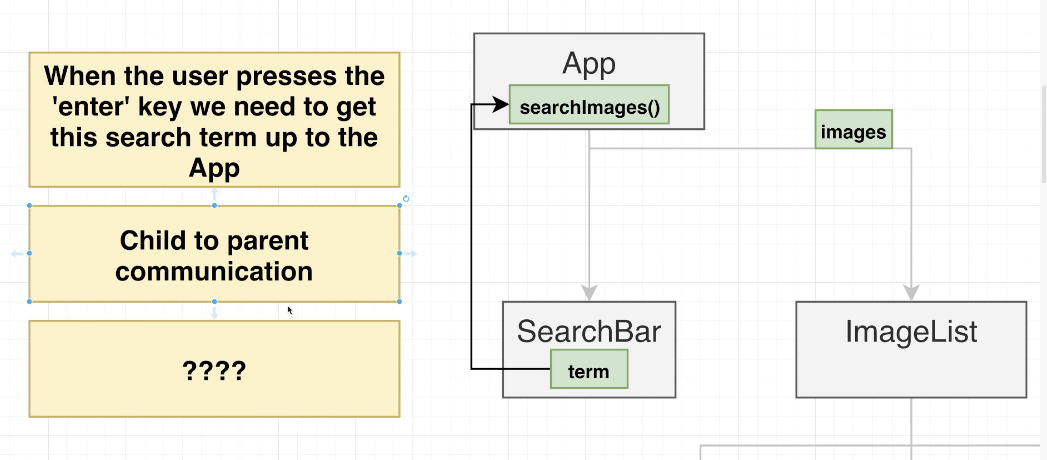 When the user presses the
'enter' key we need to get
this search term up to the
App
Child to parent
communication
????
App
searchImages()
images
SearchBar
term
ImageList